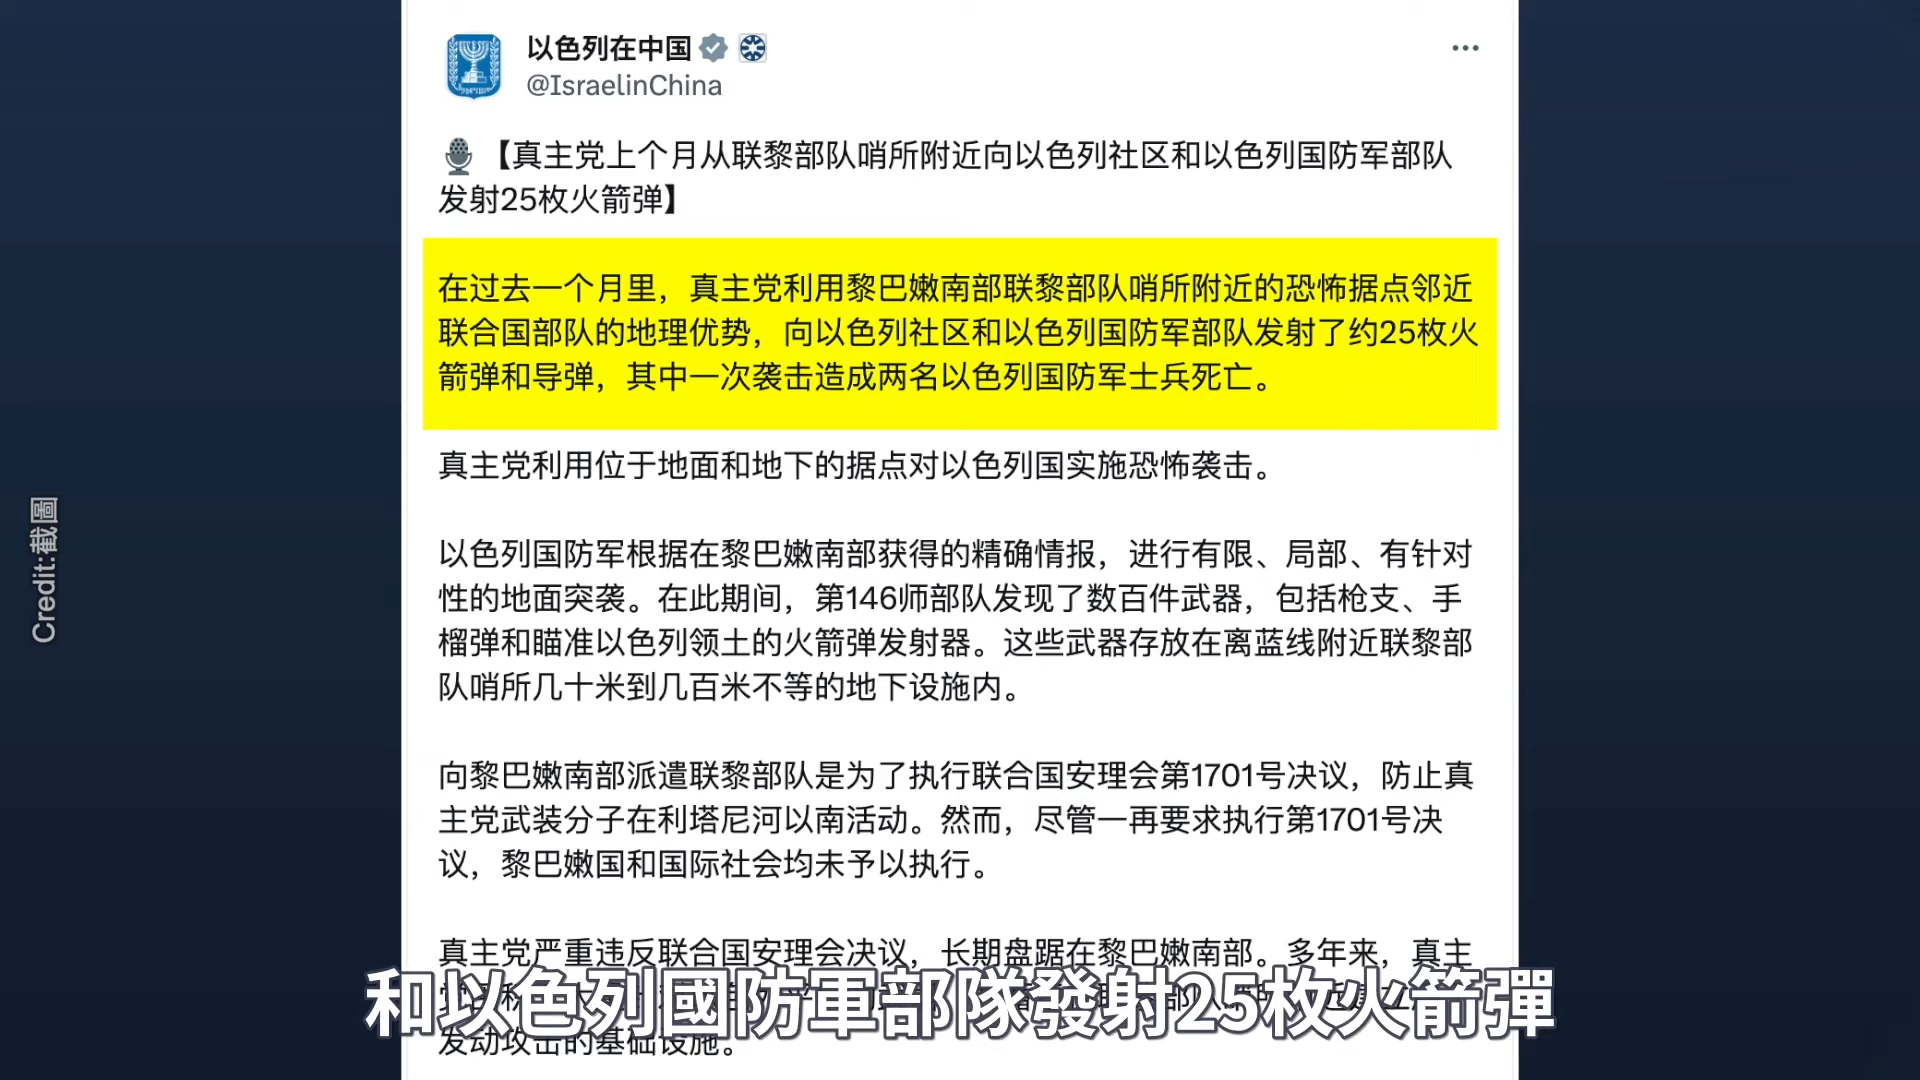 以色列在中国
@IsraelinChina
【真主党上个月从联黎部队哨所附近向以色列社区和以色列国防军部队
发射25枚火箭弹】
在过去一个月里，真主党利用黎巴嫩南部联黎部队哨所附近的恐怖据点邻近
联合国部队的地理优势，向以色列社区和以色列国防军部队发射了约25枚火
箭弹和导弹，其中一次袭击造成两名以色列国防军士兵死亡。
真主党利用位于地面和地下的据点对以色列国实施恐怖袭击。
以色列国防军根据在黎巴嫩南部获得的精确情报，进行有限、局部、有针对
性的地面突袭。在此期间，第146师部队发现了数百件武器，包括枪支、手
榴弹和瞄准以色列领土的火箭弹发射器。这些武器存放在离蓝线附近联黎部
队哨所几十米到几百米不等的地下设施内。
向黎巴嫩南部派遣联黎部队是为了执行联合国安理会第1701号决议，防止真
主党武装分子在利塔尼河以南活动。然而，尽管一再要求执行第1701号决
议，黎巴嫩国和国际社会均未予以执行。
真主党严重违反联合国安理会决议，长期盘踞在黎巴嫩南部。多年来，真主
和以色列國防軍部隊發射25枚火箭彈
发动攻击的基础设施。
Credit:截圖